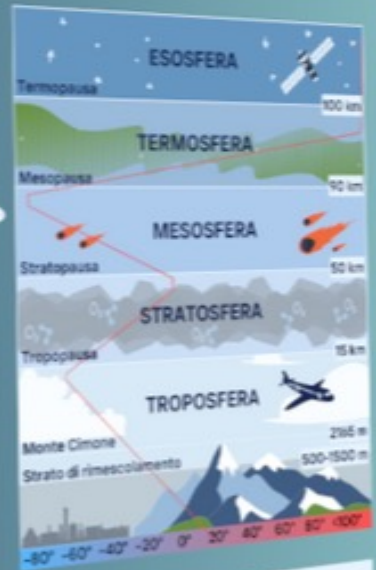 ESOSFERA
Termopausa
100 km
TERMOSFERA
Mesopausa
90 km
MESOSFERA
Stratopausa
50 km
STRATOSFERA
Tropopausa
15 km
TROPOSFERA
Monte Cimone
2165 m
Strato di rimescolamento
500-1500 m
-80° -60° -40° -20° 0° 20° 40° 60° 80° <100°